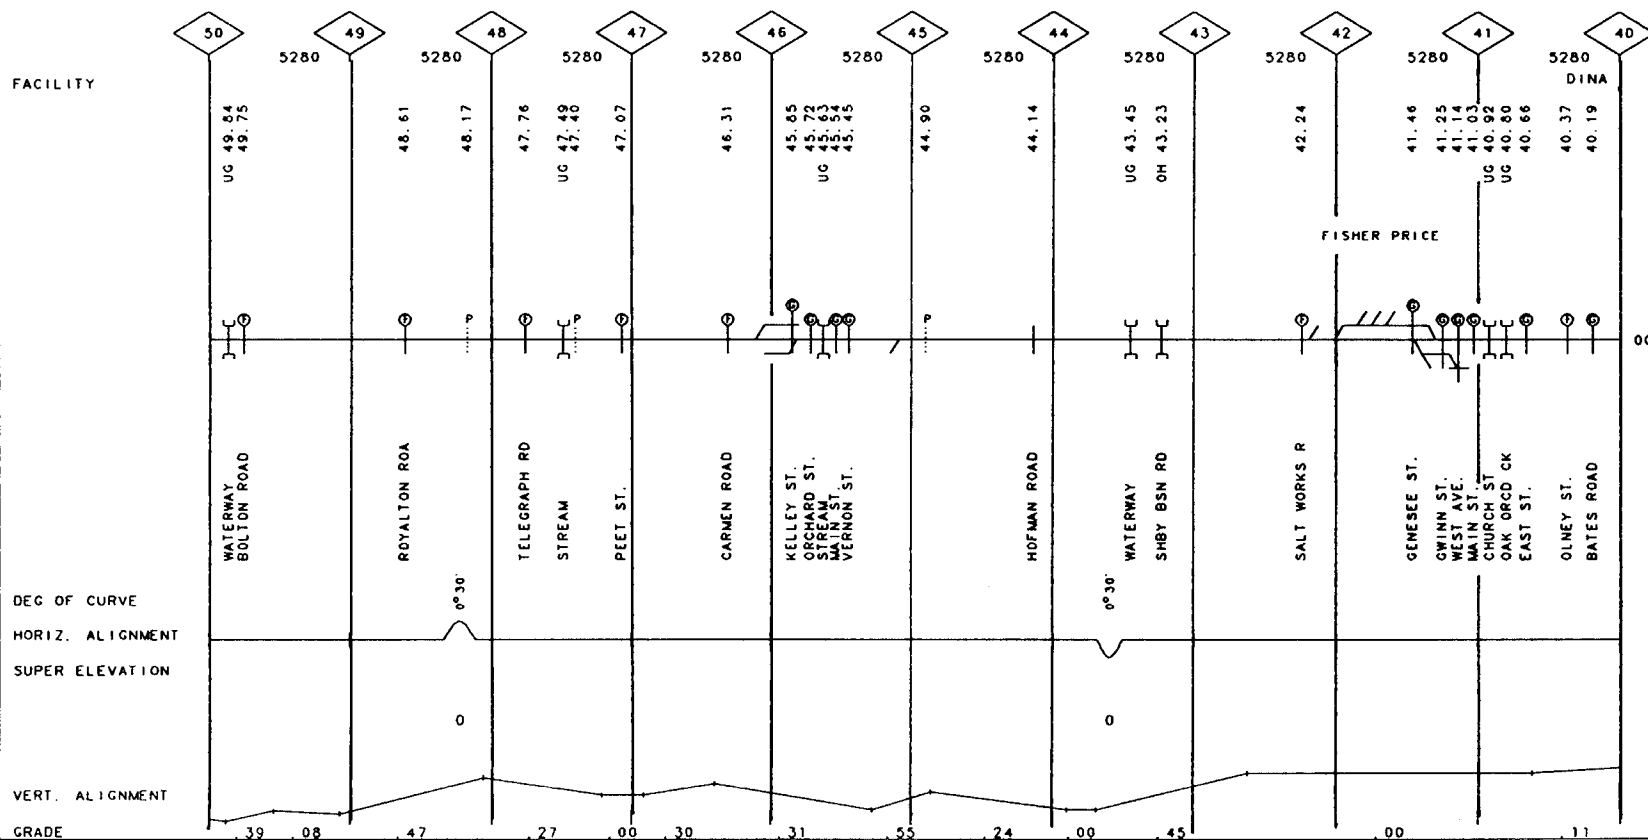 50 49 48 47 46 45 44 43 42 41 40
5280 5280 5280 5280 5280 5280 5280 5280 5280 5280
FACILITY
DINA
UG 49.84
49.75
48.61
48.17
47.76
UG 47.49
47.40
47.07
46.31
45.85
45.72
UG 45.63
45.54
45.45
44.90
44.14
UG 43.45
OH 43.23
42.24
41.46
41.25
41.14
41.03
UG 40.92
UG 40.80
40.66
40.37
40.19
FISHER PRICE
G G
F F P F P F F G G G P F G G G G F G
WATERWAY
BOLTON ROAD
ROYALTON ROA
TELEGRAPH RD
STREAM
PEET ST.
CARMEN ROAD
KELLEY ST.
ORCHARD ST.
STREAM
MAIN ST.
VERNON ST.
HOFMAN ROAD
WATERWAY
SHBY BSN RD
SALT WORKS R
GENESEE ST.
GWINN ST.
WEST AVE.
MAIN ST.
CHURCH ST
OAK ORCD CK
EAST ST.
OLNEY ST.
BATES ROAD
DEG OF CURVE
0°30' 0°30'
HORIZ. ALIGNMENT
SUPER ELEVATION
0 0
VERT. ALIGNMENT
GRADE .39 .08 .47 .27 .00 .30 .31 .55 .24 .00 .45 .00 .11